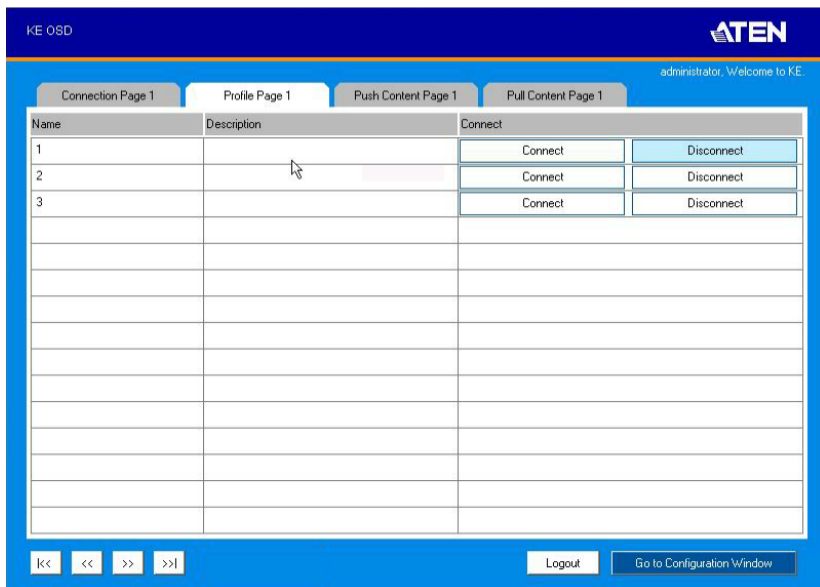 KE OSD
ATEN
administrator, Welcome to KE.
Connection Page 1 Profile Page 1 Push Content Page 1 Pull Content Page 1
Name Description Connect
1 Connect Disconnect
2 Connect Disconnect
3 Connect Disconnect
|<< << >> >>| Logout Go to Configuration Window